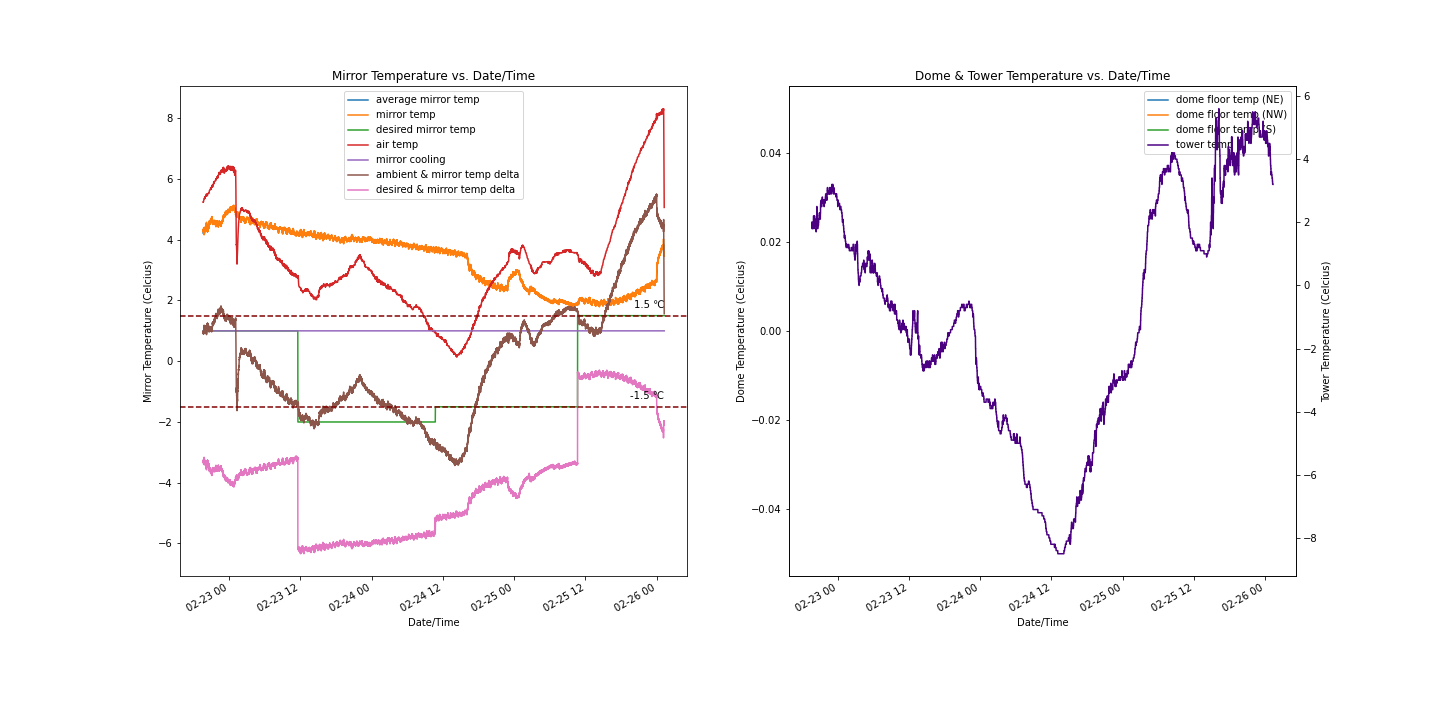 Mirror Temperature vs. Date/Time
average mirror temp
mirror temp
desired mirror temp
air temp
mirror cooling
ambient & mirror temp delta
desired & mirror temp delta
8
6
4
2
0
−2
−4
−6
Mirror Temperature (Celcius)
1.5 °C
-1.5 °C
02-23 00
02-23 12
02-24 00
02-24 12
02-25 00
02-25 12
02-26 00
Date/Time
Dome & Tower Temperature vs. Date/Time
dome floor temp (NE)
dome floor temp (NW)
dome floor temp (S)
tower temp
0.04
0.02
0.00
−0.02
−0.04
Dome Temperature (Celcius)
6
4
2
0
−2
−4
−6
−8
Tower Temperature (Celcius)
02-23 00
02-23 12
02-24 00
02-24 12
02-25 00
02-25 12
02-26 00
Date/Time